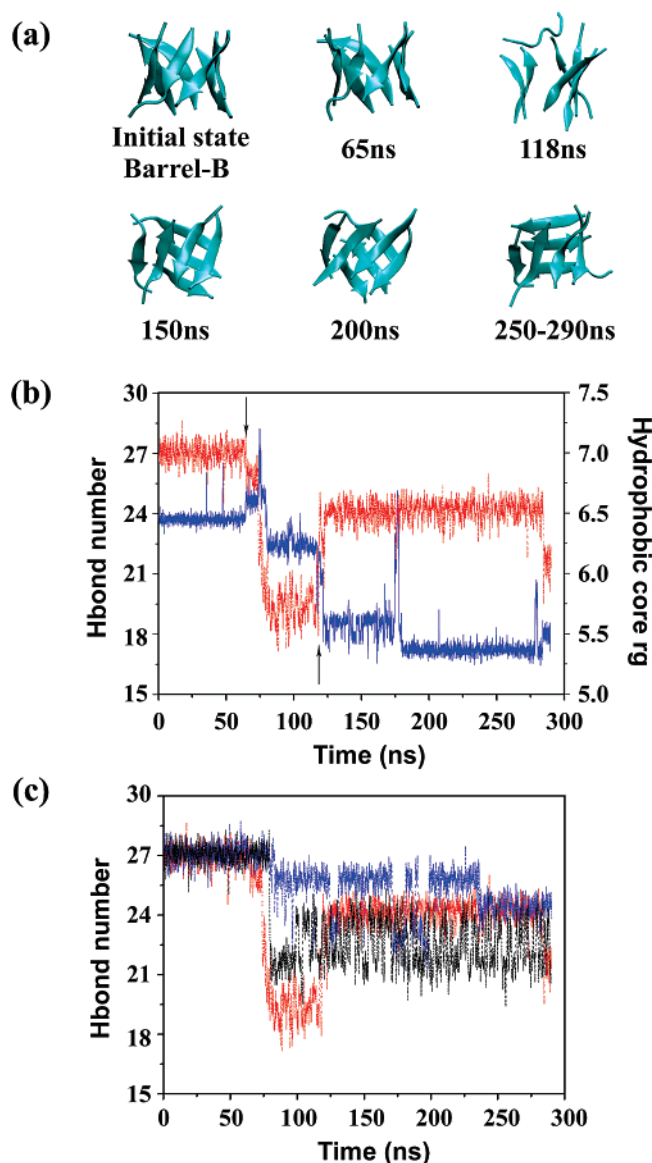 (a)
Initial state
Barrel-B
65ns
118ns
150ns
200ns
250-290ns
(b)
30
27
24
21
18
15
Hbond number
7.5
7.0
6.5
6.0
5.5
5.0
Hydrophobic core rg
0 50 100 150 200 250 300
Time (ns)
(c)
30
27
24
21
18
15
Hbond number
0 50 100 150 200 250 300
Time (ns)